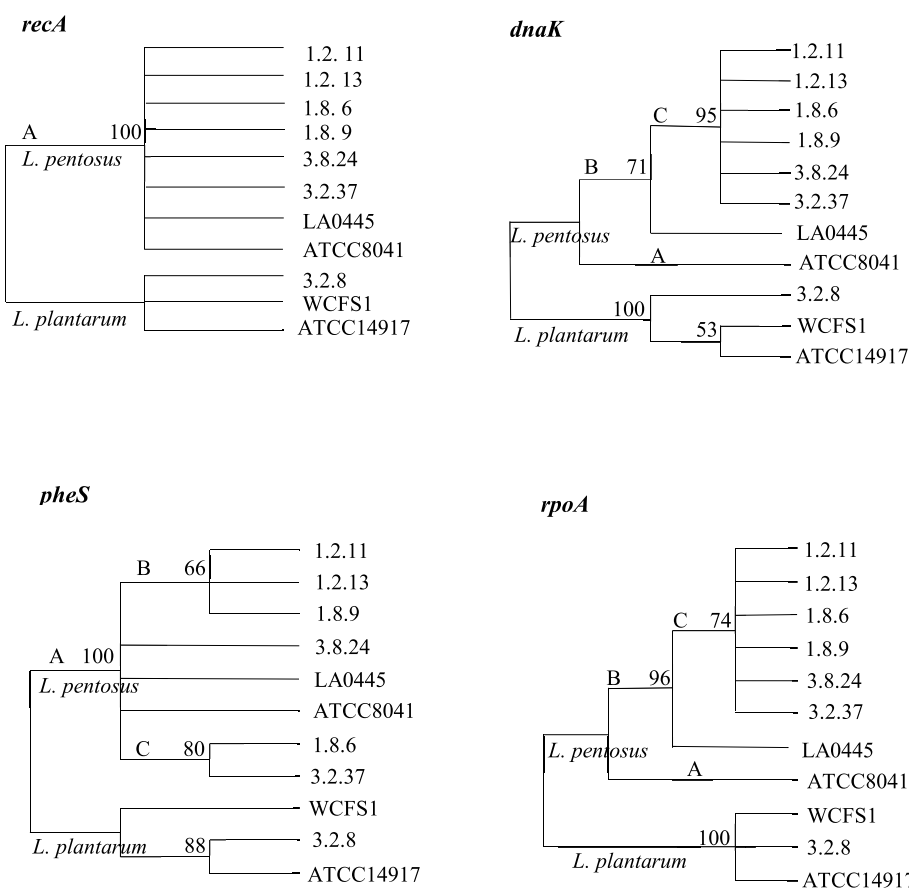 recA
1.2. 11
1.2. 13
1.8. 6
A 100 1.8. 9
L. pentosus 3.8.24
3.2.37
LA0445
ATCC8041
3.2.8
WCFS1
L. plantarum ATCC14917
dnaK
1.2.11
1.2.13
C 95 1.8.6
1.8.9
B 71 3.8.24
3.2.37
L. pentosus LA0445
A ATCC8041
3.2.8
100 WCFS1
L. plantarum 53 ATCC14917
pheS
1.2.11
B 66 1.2.13
1.8.9
3.8.24
A 100
L. pentosus LA0445
ATCC8041
C 80 1.8.6
3.2.37
WCFS1
L. plantarum 88 3.2.8
ATCC14917
rpoA
1.2.11
1.2.13
C 74 1.8.6
1.8.9
B 96 3.8.24
3.2.37
L. pentosus LA0445
A ATCC8041
WCFS1
100 3.2.8
L. plantarum ATCC14917